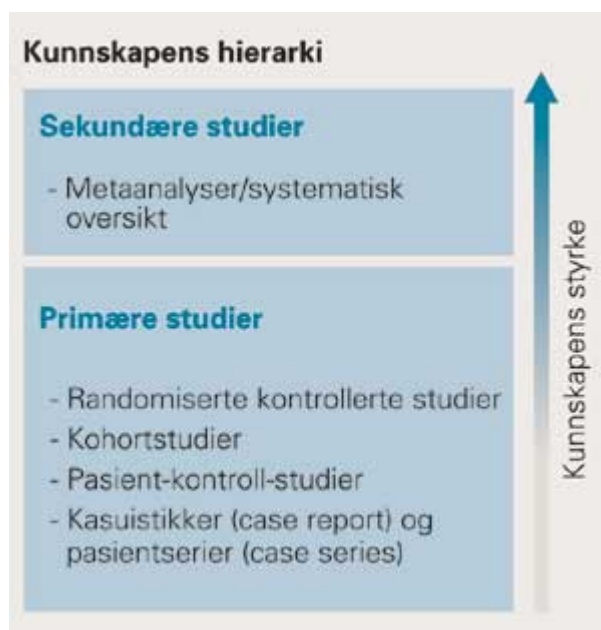 Kunnskapens hierarki
Sekundære studier
- Metaanalyser/systematisk
oversikt
Primære studier
- Randomiserte kontrollerte studier
- Kohortstudier
- Pasient-kontroll-studier
- Kasuistikker (case report) og
pasientserier (case series)
Kunnskapens styrke